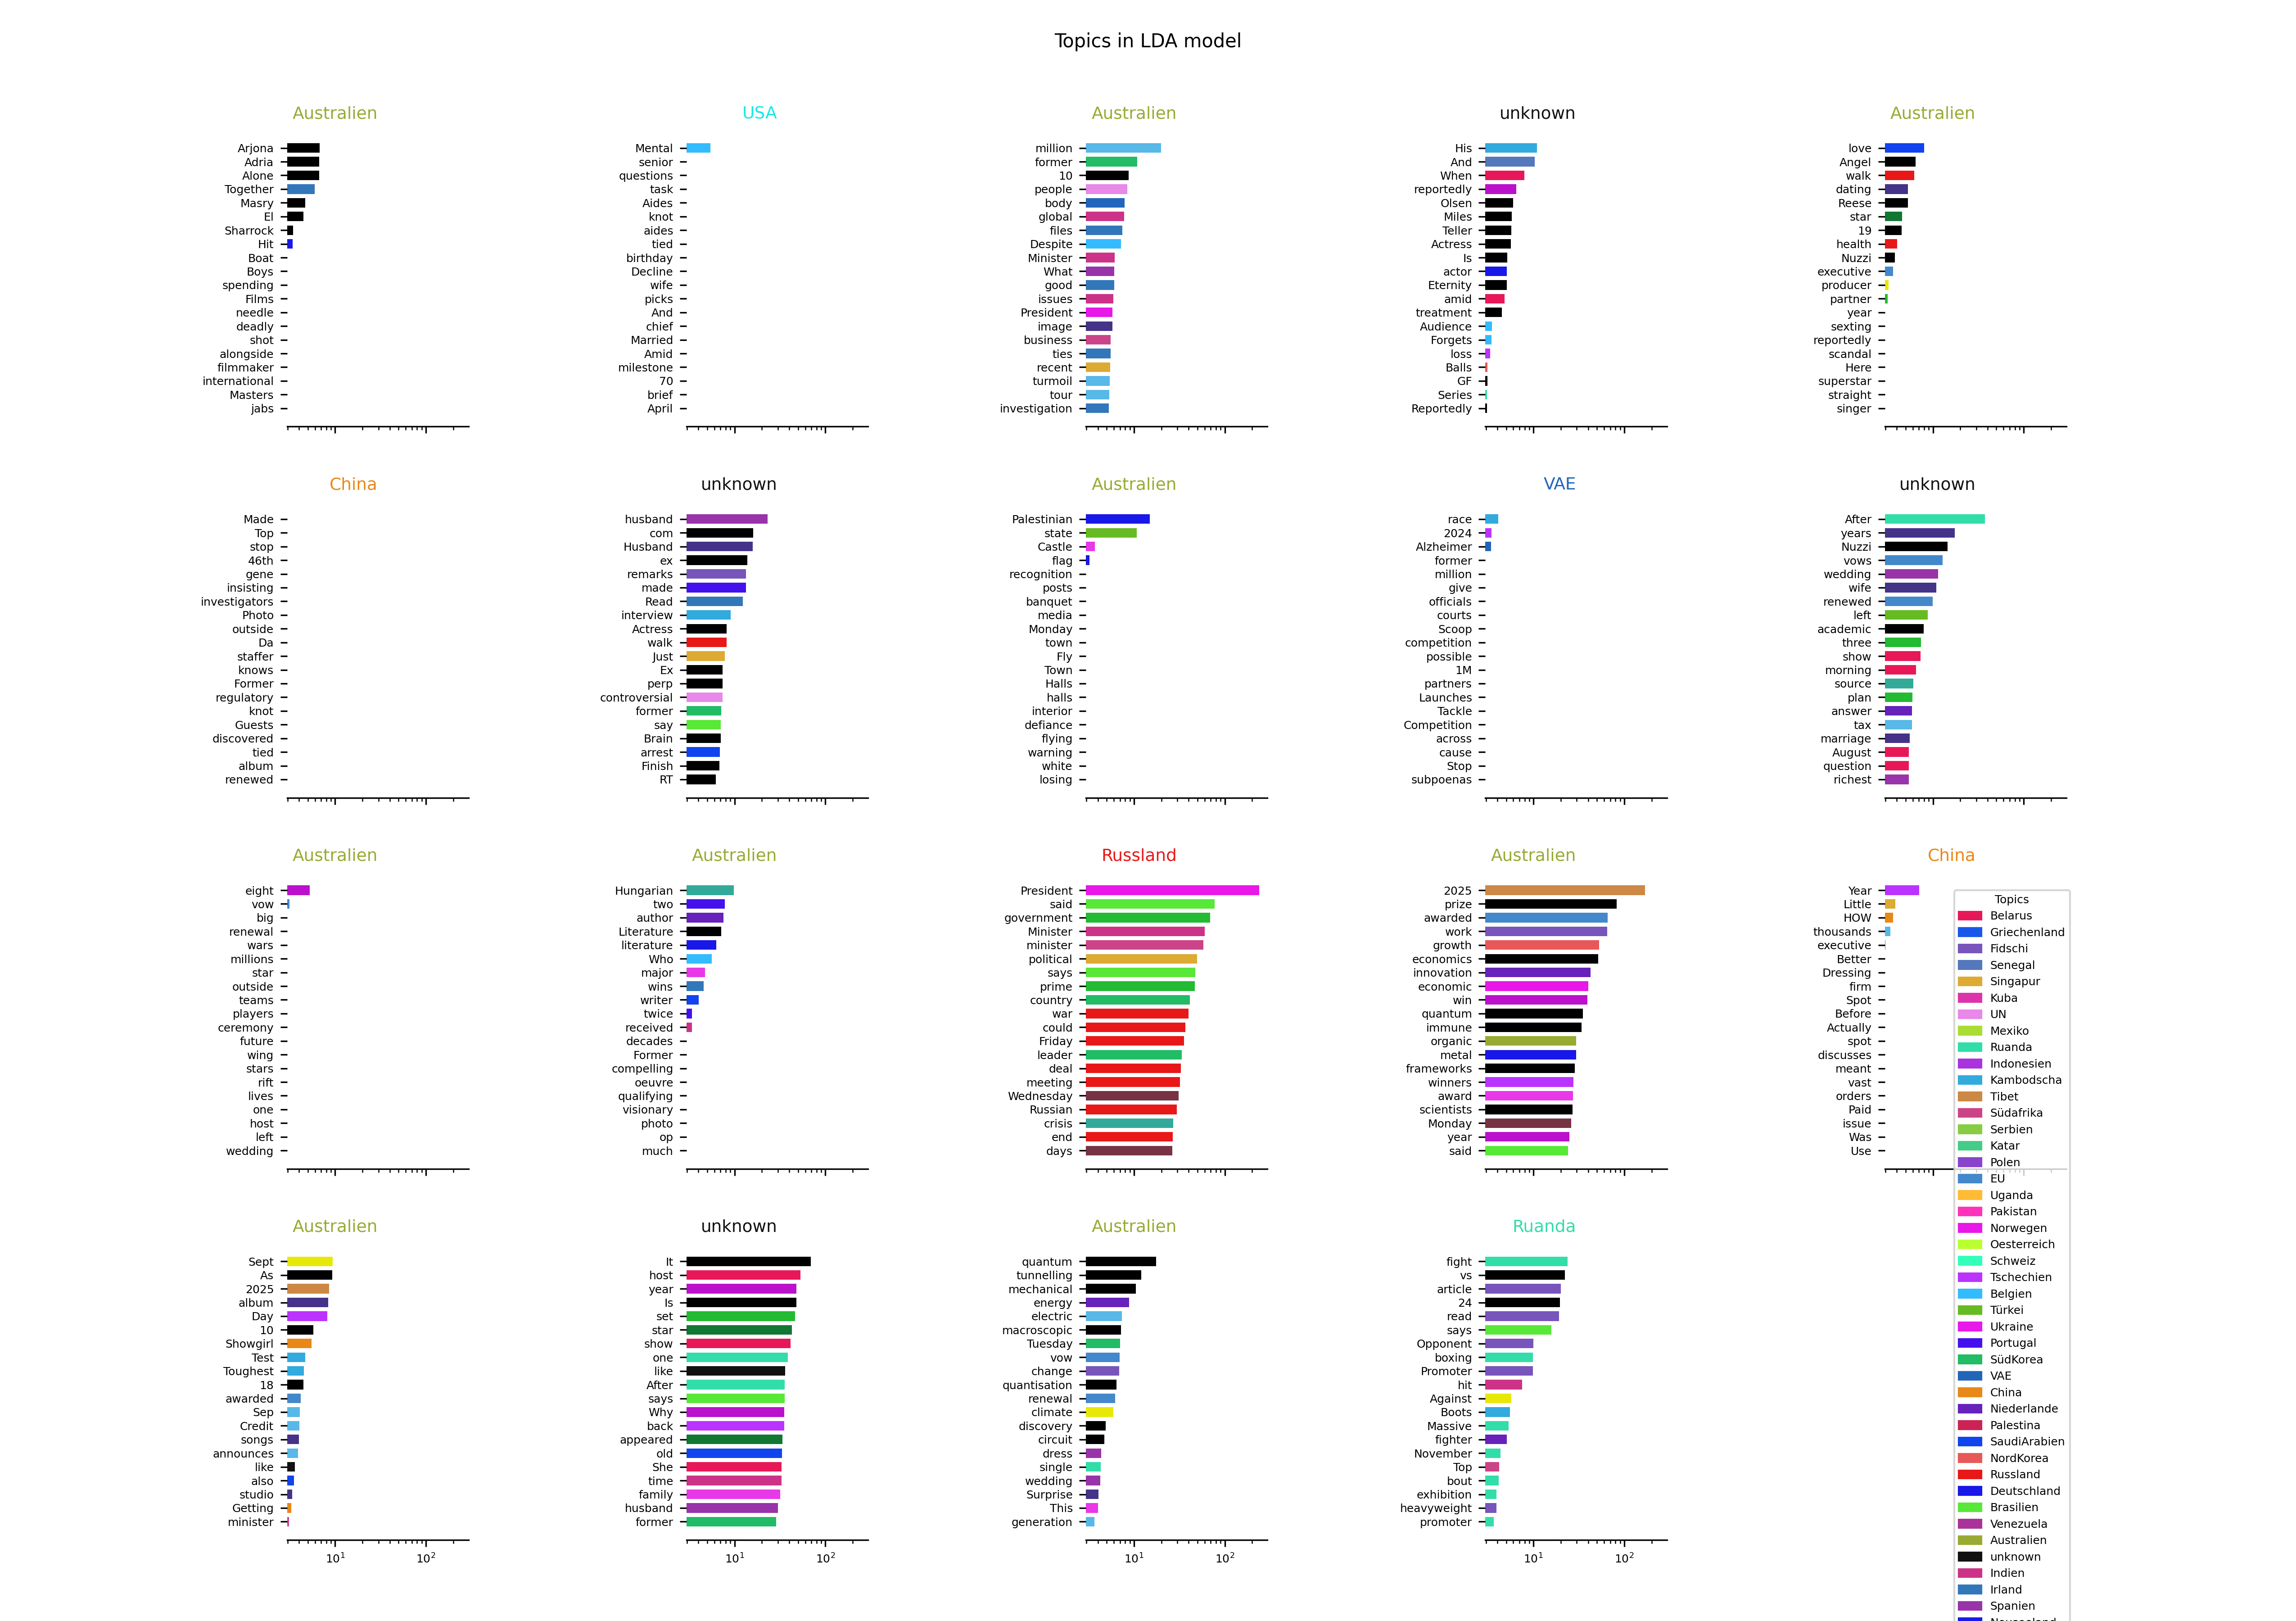 Topics in LDA model
Australien
Arjona
Adria
Alone
Together
Masry
El
Sharrock
Hit
Boat
Boys
spending
Films
needle
deadly
shot
alongside
filmmaker
international
Masters
jabs
USA
Mental
senior
questions
task
Aides
knot
aides
tied
birthday
Decline
wife
picks
And
chief
Married
Amid
milestone
70
brief
April
Australien
million
former
10
people
body
global
files
Despite
Minister
What
good
issues
President
image
business
ties
recent
turmoil
tour
investigation
unknown
His
And
When
reportedly
Olsen
Miles
Teller
Actress
Is
actor
Eternity
amid
treatment
Audience
Forgets
loss
Balls
GF
Series
Reportedly
Australien
love
Angel
walk
dating
Reese
star
19
health
Nuzzi
executive
producer
partner
year
sexting
reportedly
scandal
Here
superstar
straight
singer
China
Made
Top
stop
46th
gene
insisting
investigators
Photo
outside
Da
staffer
knows
Former
regulatory
knot
Guests
discovered
tied
album
renewed
unknown
husband
com
Husband
ex
remarks
made
Read
interview
Actress
walk
Just
Ex
perp
controversial
former
say
Brain
arrest
Finish
RT
Australien
Palestinian
state
Castle
flag
recognition
posts
banquet
media
Monday
town
Fly
Town
Halls
halls
interior
defiance
flying
warning
white
losing
VAE
race
2024
Alzheimer
former
million
give
officials
courts
Scoop
competition
possible
1M
partners
Launches
Tackle
Competition
across
cause
Stop
subpoenas
unknown
After
years
Nuzzi
vows
wedding
wife
renewed
left
academic
three
show
morning
source
plan
answer
tax
marriage
August
question
richest
Australien
eight
vow
big
renewal
wars
millions
star
outside
teams
players
ceremony
future
wing
stars
rift
lives
one
host
left
wedding
Australien
Hungarian
two
author
Literature
literature
Who
major
wins
writer
twice
received
decades
Former
compelling
oeuvre
qualifying
visionary
photo
op
much
Russland
President
said
government
Minister
minister
political
says
prime
country
war
could
Friday
leader
deal
meeting
Wednesday
Russian
crisis
end
days
Australien
2025
prize
awarded
work
growth
economics
innovation
economic
win
quantum
immune
organic
metal
frameworks
winners
award
scientists
Monday
year
said
China
Year
Little
HOW
thousands
executive
Better
Dressing
firm
Spot
Before
Actually
spot
discusses
meant
vast
orders
Paid
issue
Was
Use
Australien
Sept
As
2025
album
Day
10
Showgirl
Test
Toughest
18
awarded
Sep
Credit
songs
announces
like
also
studio
Getting
minister
10¹ 10²
unknown
It
host
year
Is
set
star
show
one
like
After
says
Why
back
appeared
old
She
time
family
husband
former
10¹ 10²
Australien
quantum
tunnelling
mechanical
energy
electric
macroscopic
Tuesday
vow
change
quantisation
renewal
climate
discovery
circuit
dress
single
wedding
Surprise
This
generation
10¹ 10²
Ruanda
fight
vs
article
24
read
says
Opponent
boxing
Promoter
hit
Against
Boots
Massive
fighter
November
Top
bout
exhibition
heavyweight
promoter
10¹ 10²
Topics
Belarus
Griechenland
Fidschi
Senegal
Singapur
Kuba
UN
Mexiko
Ruanda
Indonesien
Kambodscha
Tibet
Südafrika
Serbien
Katar
Polen
EU
Uganda
Pakistan
Norwegen
Oesterreich
Schweiz
Tschechien
Belgien
Türkei
Ukraine
Portugal
SüdKorea
VAE
China
Niederlande
Palestina
SaudiArabien
NordKorea
Russland
Deutschland
Brasilien
Venezuela
Australien
unknown
Indien
Irland
Spanien